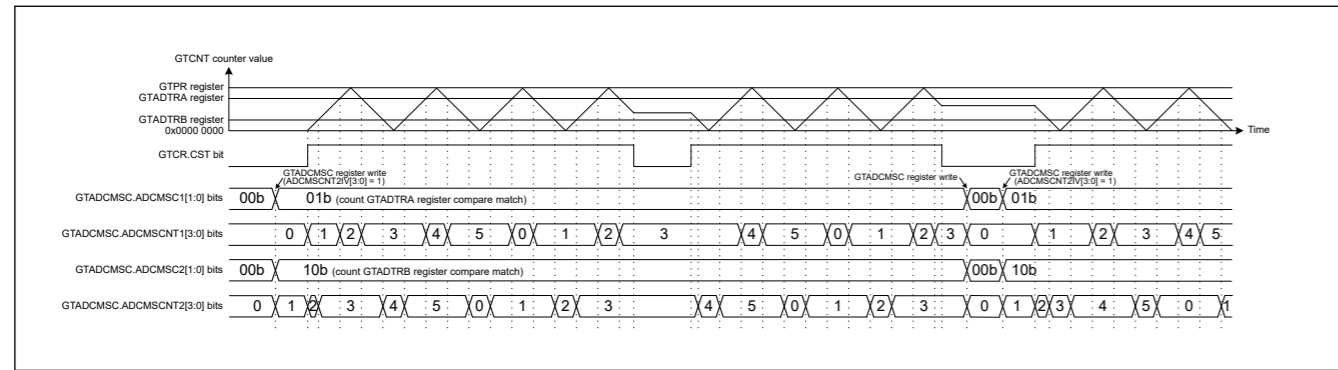 GTCNT counter value
GTPR register
GTADTRA register
GTADTRB register
0x0000 0000
Time
GTCR.CST bit
GTADCMSC register write
(ADCMSCNT2IV[3:0] = 1)
GTADCMSC register write
GTADCMSC register write
(ADCMSCNT2IV[3:0] = 1)
GTADCMSC.ADCMSC1[1:0] bits 00b 01b (count GTADTRA register compare match) 00b 01b
GTADCMSC.ADCMSCNT1[3:0] bits 0 1 2 3 4 5 0 1 2 3 4 5 0 1 2 3 0 1 2 3 4 5
GTADCMSC.ADCMSC2[1:0] bits 00b 10b (count GTADTRB register compare match) 00b 10b
GTADCMSC.ADCMSCNT2[3:0] bits 0 1 2 3 4 5 0 1 2 3 4 5 0 1 2 3 0 1 2 3 4 5 0 1